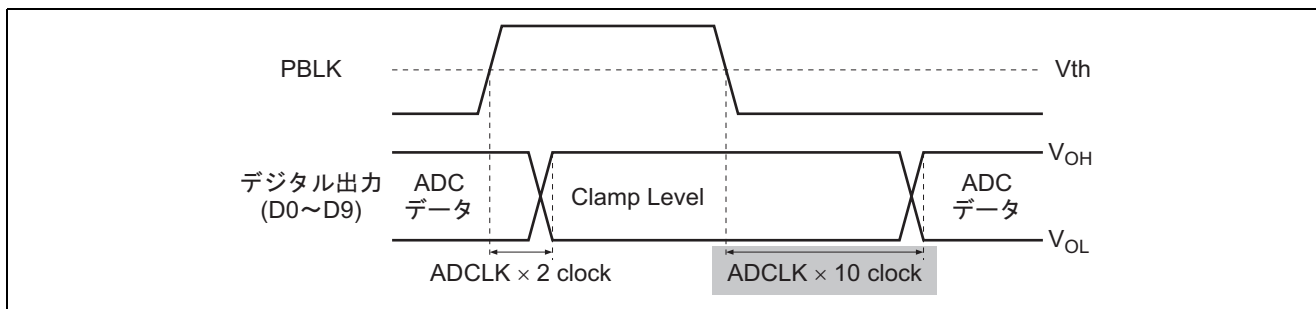 PBLK
Vth
デジタル出力
(D0～D9)
ADC
データ
Clamp Level
ADC
データ
VOH
VOL
ADCLK × 2 clock
ADCLK × 10 clock